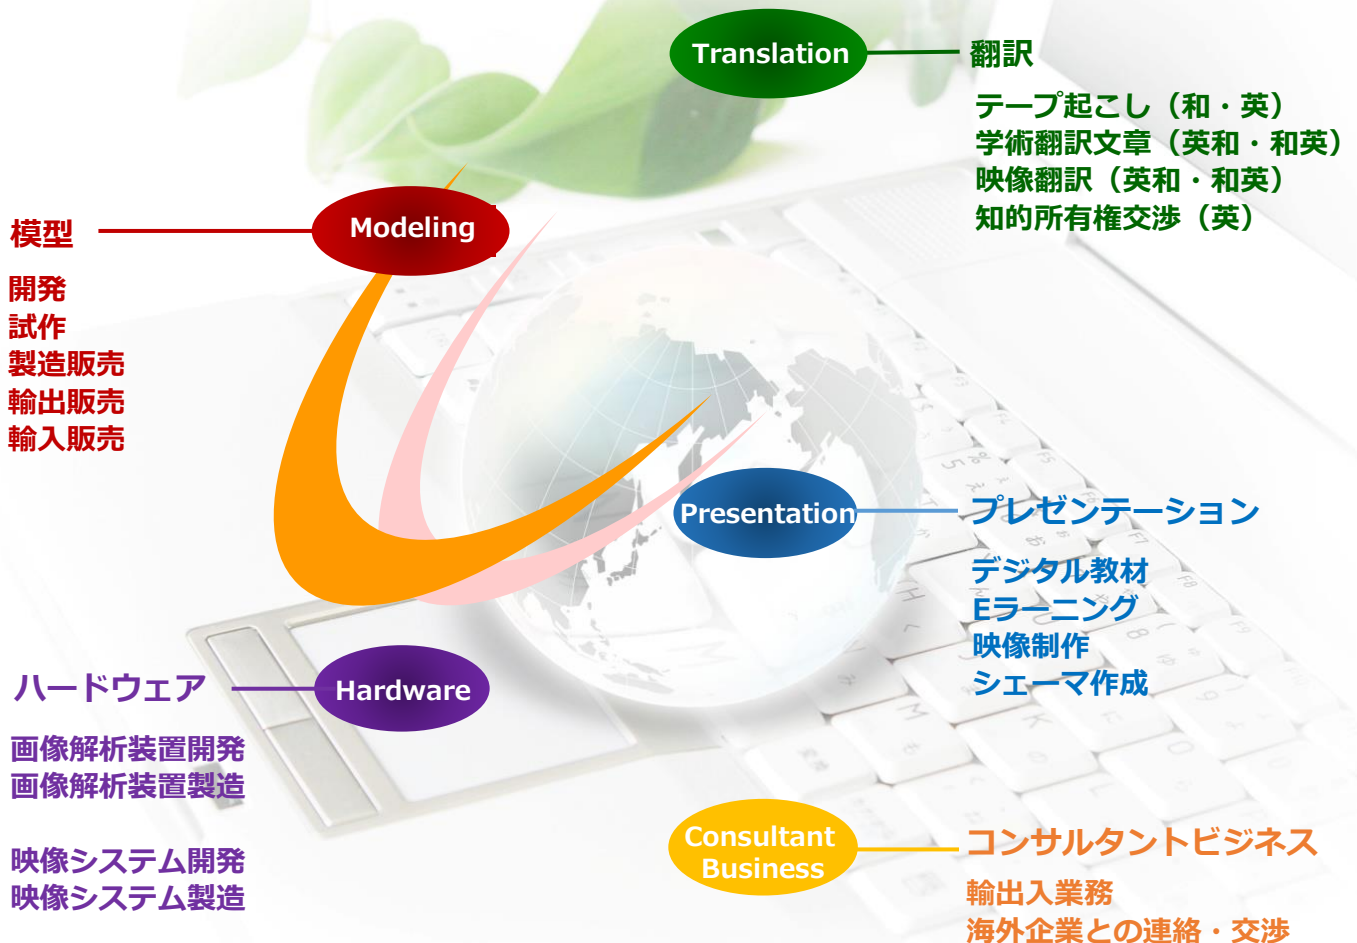 Translation
翻訳
テープ起こし（和・英）
学術翻訳文章（英和・和英）
映像翻訳（英和・和英）
知的所有権交渉（英）
Modeling
模型
開発
試作
製造販売
輸出販売
輸入販売
Presentation
プレゼンテーション
デジタル教材
Eラーニング
映像制作
シェーマ作成
Hardware
ハードウェア
画像解析装置開発
画像解析装置製造
映像システム開発
映像システム製造
Consultant
Business
コンサルタントビジネス
輸出入業務
海外企業との連絡・交渉